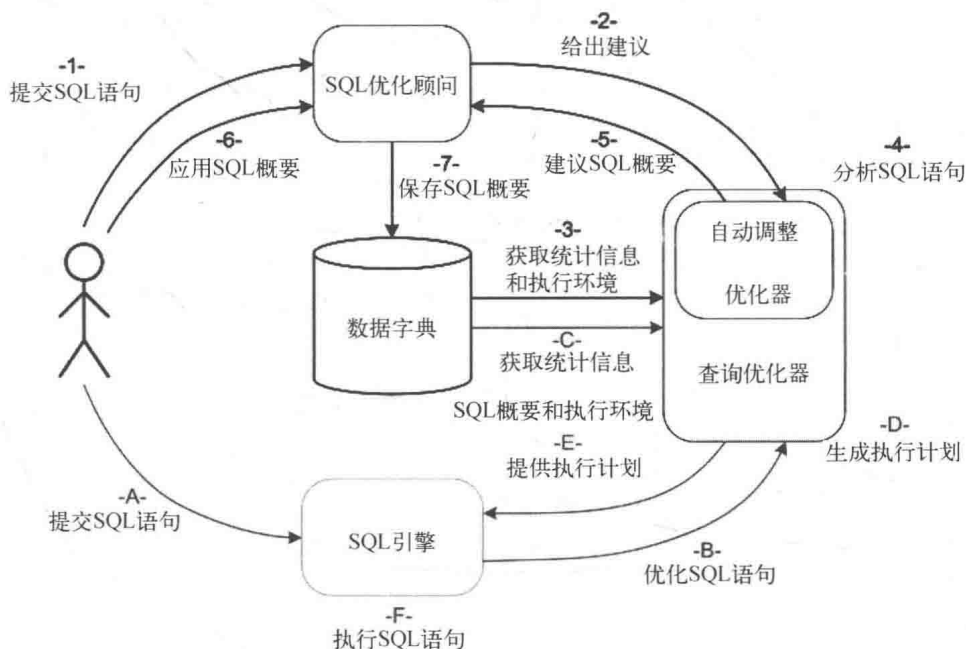 -1-
提交SQL语句
SQL优化顾问
-2-
给出建议
-6-
应用SQL概要
-7-
保存SQL概要
-5-
建议SQL概要
-4-
分析SQL语句
自动调整
优化器
-3-
获取统计信息
和执行环境
数据字典
-C-
获取统计信息
SQL概要和执行环境
查询优化器
-D-
生成执行计划
-E-
提供执行计划
-A-
提交SQL语句
SQL引擎
-B-
优化SQL语句
-F-
执行SQL语句